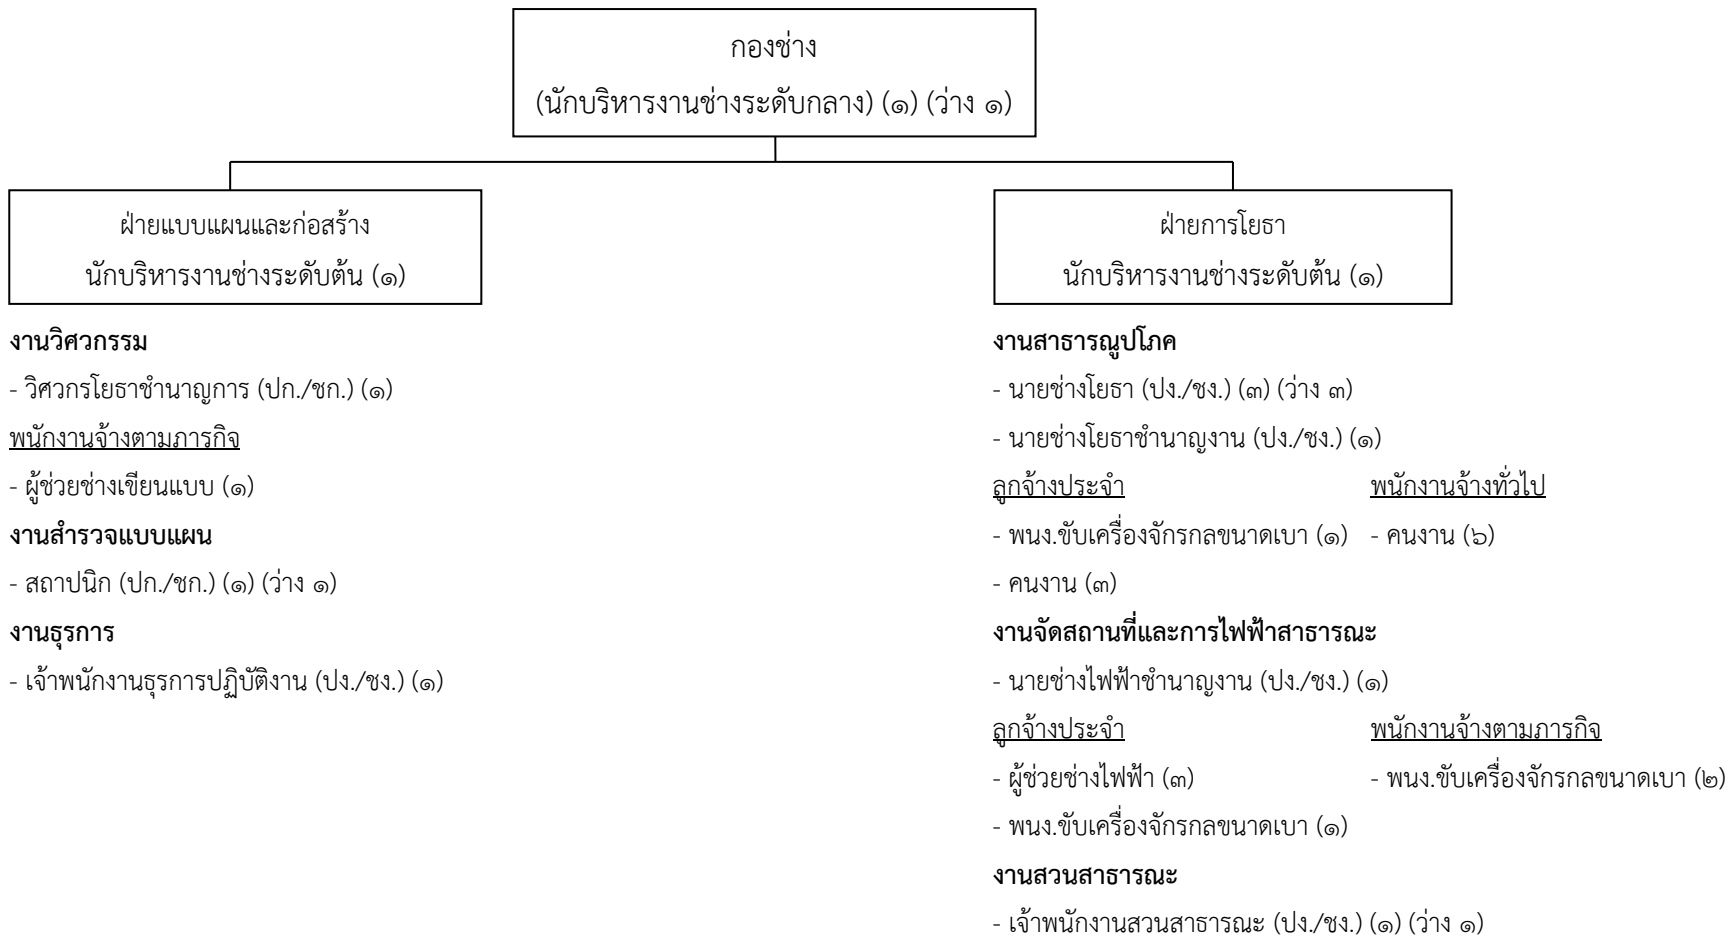 กองช่าง
(นักบริหารงานช่างระดับกลาง) (๑) (ว่าง ๑)
ฝ่ายแบบแผนและก่อสร้าง
นักบริหารงานช่างระดับต้น (๑)
งานวิศวกรรม
- วิศวกรโยธาชำนาญการ (ปก./ชก.) (๑)
พนักงานจ้างตามภารกิจ
- ผู้ช่วยช่างเขียนแบบ (๑)
งานสำรวจแบบแผน
- สถาปนิก (ปก./ชก.) (๑) (ว่าง ๑)
งานธุรการ
- เจ้าพนักงานธุรการปฏิบัติงาน (ปง./ชง.) (๑)
ฝ่ายการโยธา
นักบริหารงานช่างระดับต้น (๑)
งานสาธารณูปโภค
- นายช่างโยธา (ปง./ชง.) (๓) (ว่าง ๓)
- นายช่างโยธาชำนาญงาน (ปง./ชง.) (๑)
ลูกจ้างประจำ พนักงานจ้างทั่วไป
- พนง.ขับเครื่องจักรกลขนาดเบา (๑) - คนงาน (๖)
- คนงาน (๓)
งานจัดสถานที่และการไฟฟ้าสาธารณะ
- นายช่างไฟฟ้าชำนาญงาน (ปง./ชง.) (๑)
ลูกจ้างประจำ พนักงานจ้างตามภารกิจ
- ผู้ช่วยช่างไฟฟ้า (๓) - พนง.ขับเครื่องจักรกลขนาดเบา (๒)
- พนง.ขับเครื่องจักรกลขนาดเบา (๑)
งานสวนสาธารณะ
- เจ้าพนักงานสวนสาธารณะ (ปง./ชง.) (๑) (ว่าง ๑)